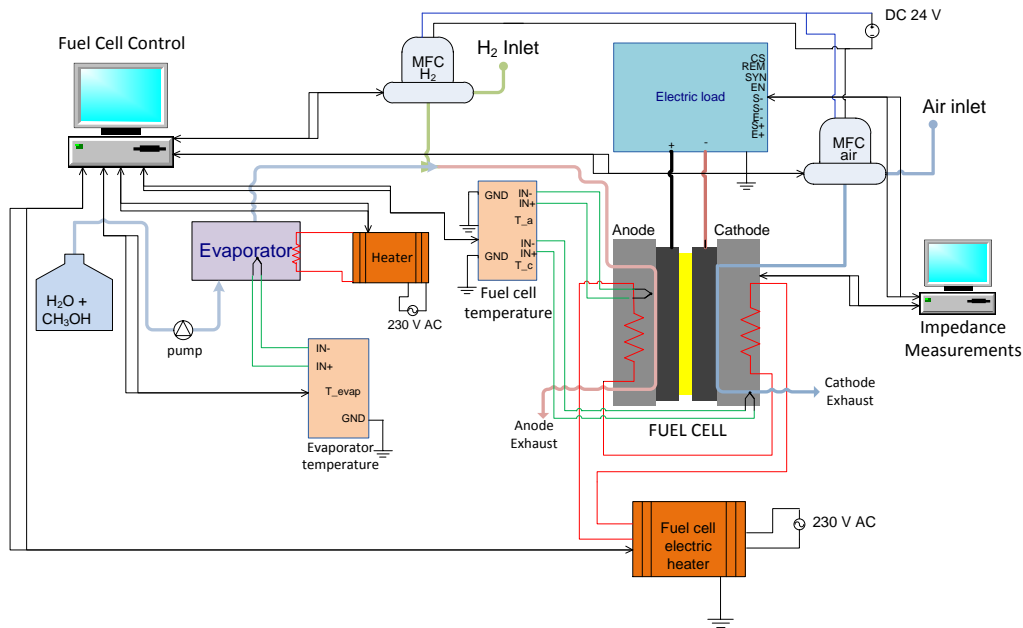 DC 24 V
Fuel Cell Control
MFC
H₂
H₂ Inlet
Electric load
CS
REM
SYN
EN
S-
S-
E-
S+
E+
+
-
Air inlet
MFC
air
Evaporator
Heater
230 V AC
H₂O +
CH₃OH
pump
GND
IN-
IN+
T_a
IN-
IN+
GND
T_c
Fuel cell
temperature
Anode
Cathode
Impedance
Measurements
IN-
IN+
T_evap
GND
Evaporator
temperature
Anode
Exhaust
FUEL CELL
Cathode
Exhaust
Fuel cell
electric
heater
230 V AC